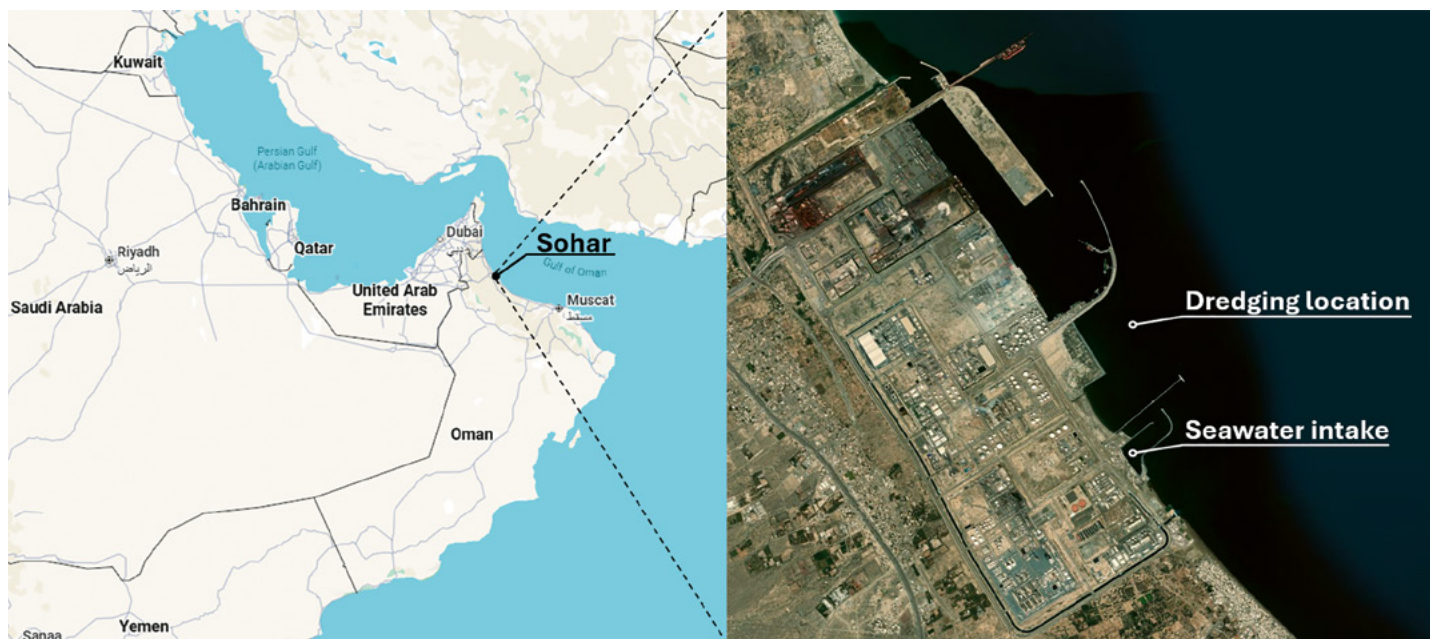 Kuwait
Persian Gulf
(Arabian Gulf)
Bahrain
Riyadh
الرياض
Qatar
Dubai
دبي
Sohar
Gulf of Oman
United Arab
Emirates
Muscat
مسقط
Saudi Arabia
Oman
Yemen
Sanaa
Dredging location
Seawater intake